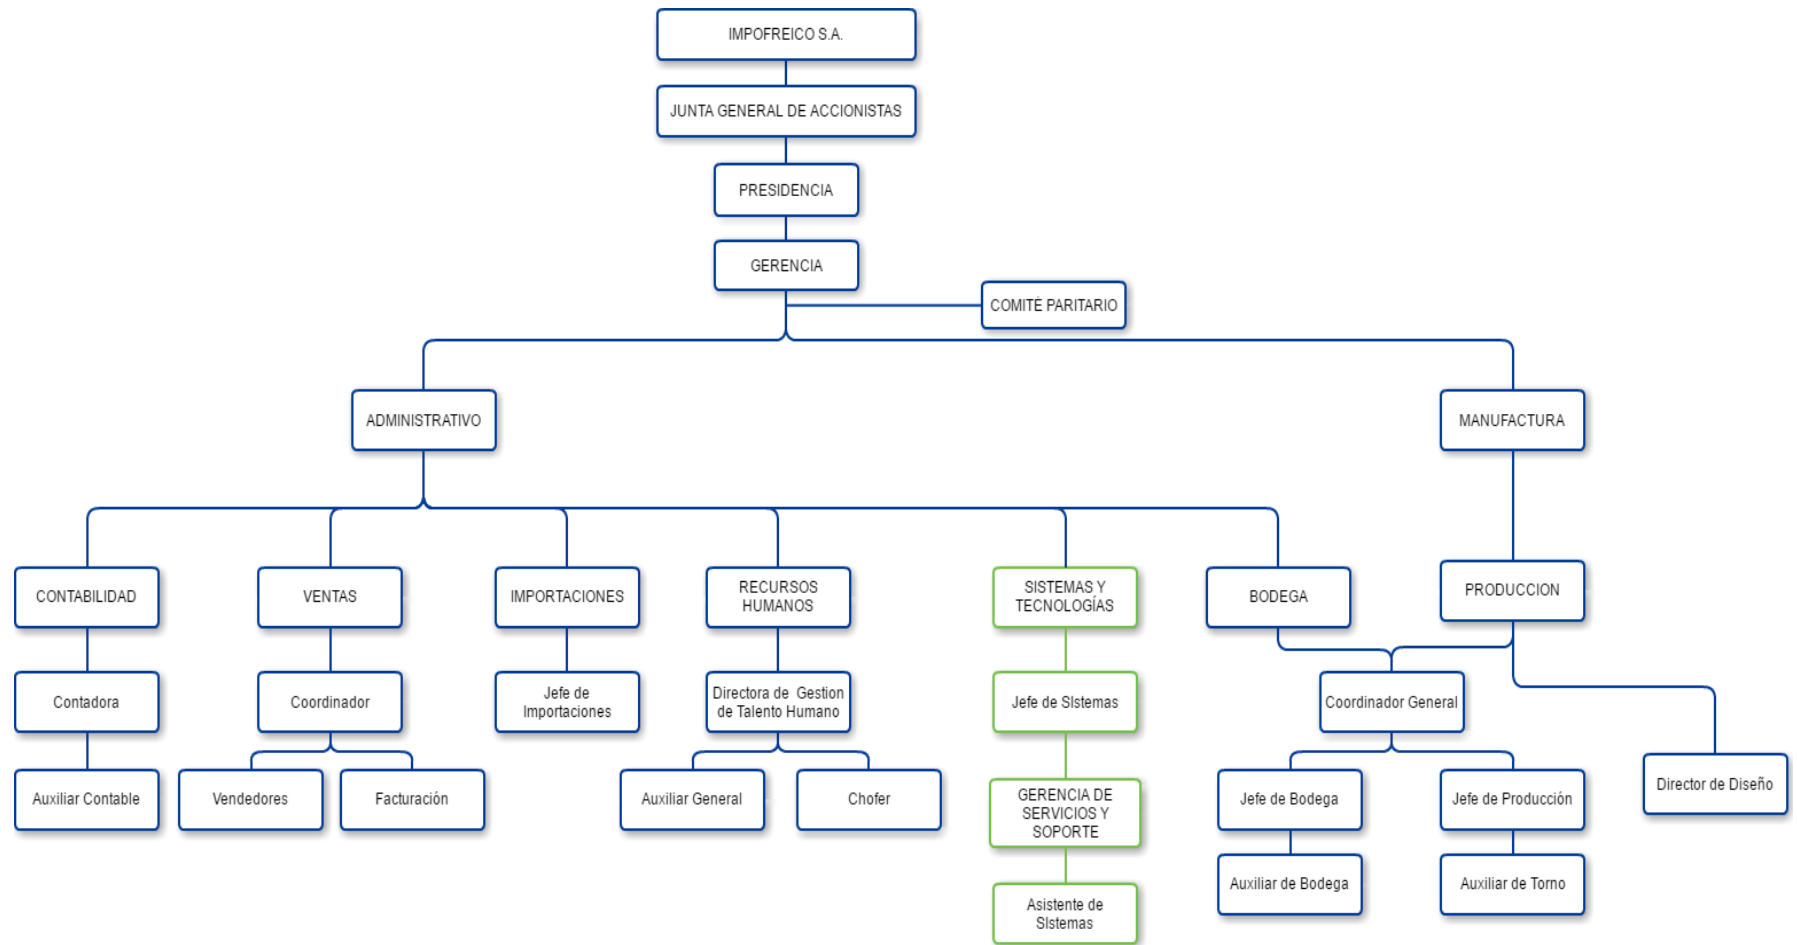 IMPOFREICO S.A.
JUNTA GENERAL DE ACCIONISTAS
PRESIDENCIA
GERENCIA
COMITÉ PARITARIO
ADMINISTRATIVO
MANUFACTURA
CONTABILIDAD
VENTAS
IMPORTACIONES
RECURSOS
HUMANOS
SISTEMAS Y
TECNOLOGÍAS
BODEGA
PRODUCCION
Contadora
Coordinador
Jefe de
Importaciones
Directora de Gestion
de Talento Humano
Jefe de SIstemas
Coordinador General
Auxiliar Contable
Vendedores
Facturación
Auxiliar General
Chofer
GERENCIA DE
SERVICIOS Y
SOPORTE
Jefe de Bodega
Jefe de Producción
Director de Diseño
Asistente de
SIstemas
Auxiliar de Bodega
Auxiliar de Torno